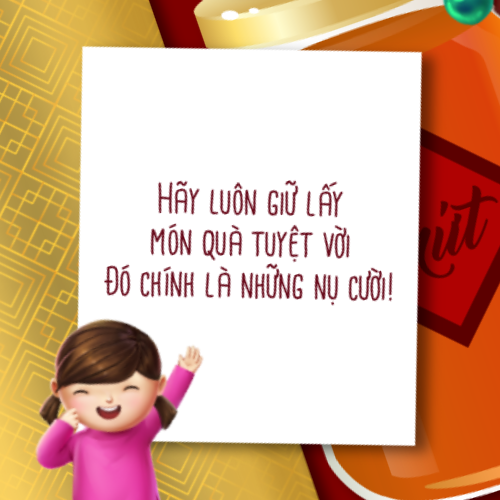 Hãy luôn giữ lấy
món quà tuyệt vời
Đó chính là những nụ cười!